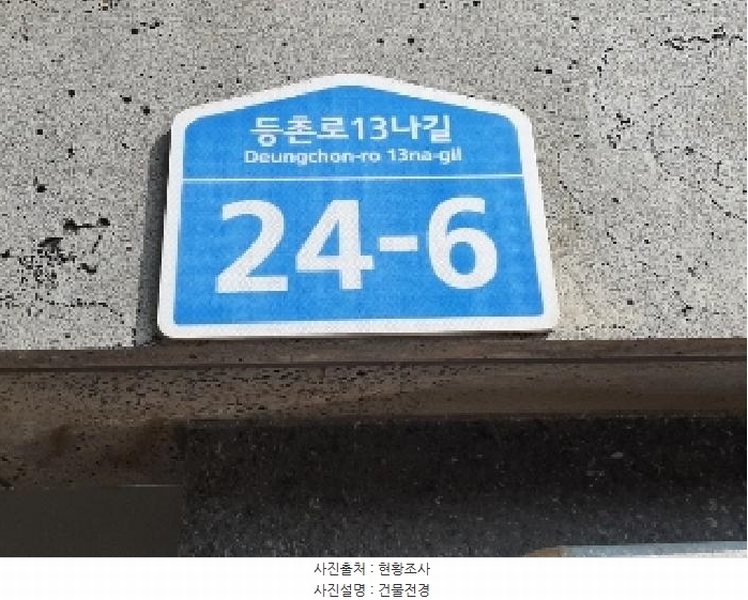 등촌로13나길
Deungchon-ro 13na-gil
24-6
사진출처 : 현황조사
사진설명 : 건물전경